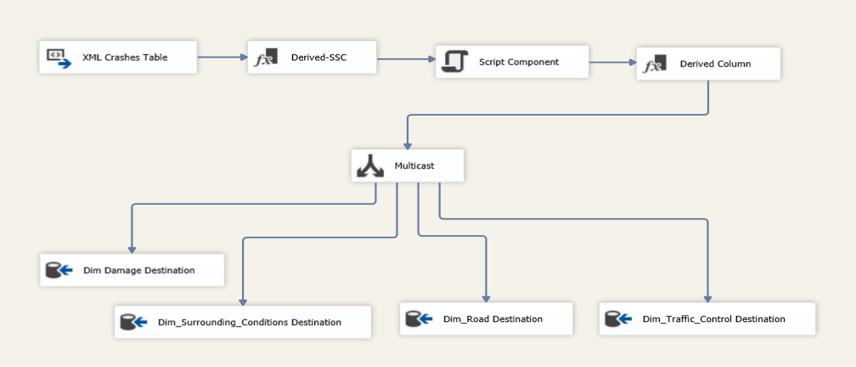 XML Crashes Table
Derived-SSC
Script Component
Derived Column
Multicast
Dim Damage Destination
Dim_Surrounding_Conditions Destination
Dim_Road Destination
Dim_Traffic_Control Destination